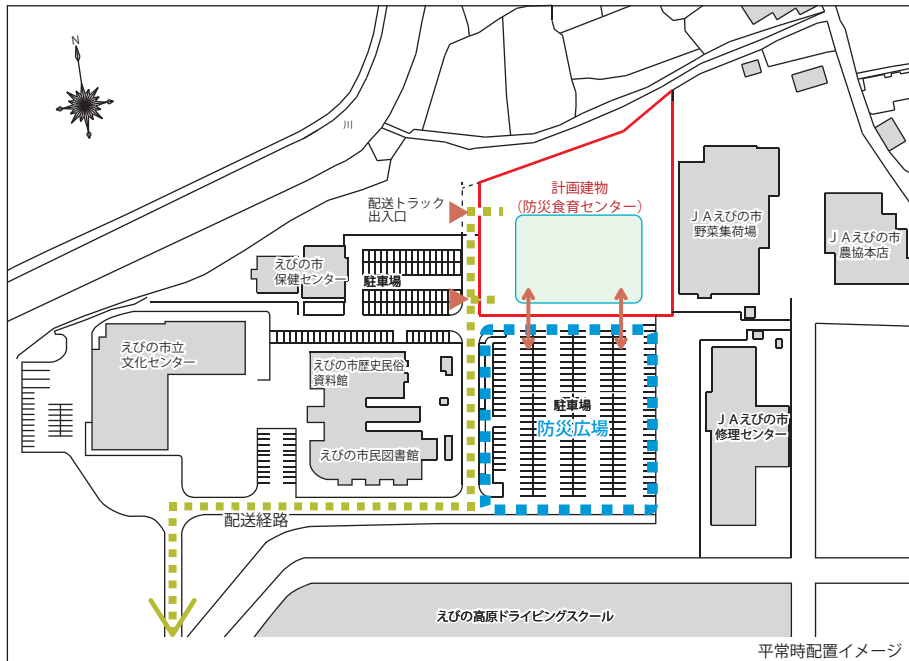 N
川
配送トラック
出入口
計画建物
（防災食育センター）
ＪＡえびの市
野菜集荷場
ＪＡえびの市
農協本店
えびの市
保健センター
駐車場
えびの市立
文化センター
えびの市歴史民俗
資料館
えびの市民図書館
駐車場
防災広場
ＪＡえびの市
修理センター
配送経路
えびの高原ドライビングスクール
平常時配置イメージ